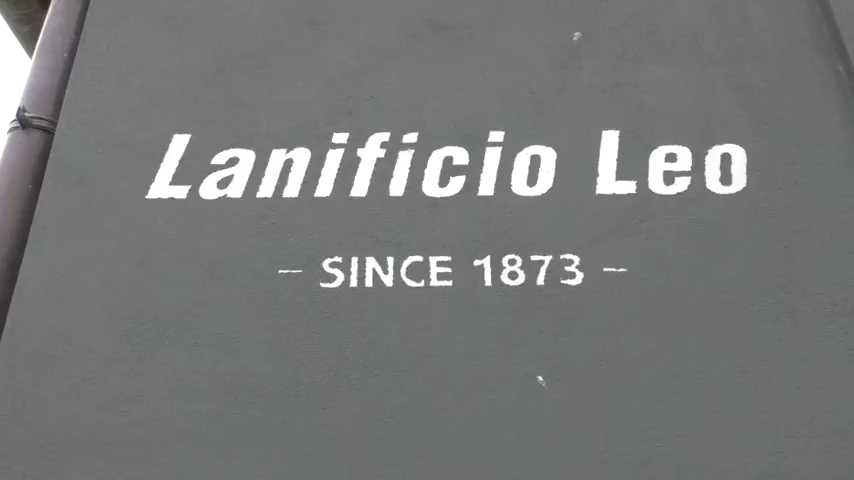 Lanificio Leo
– SINCE 1873 –